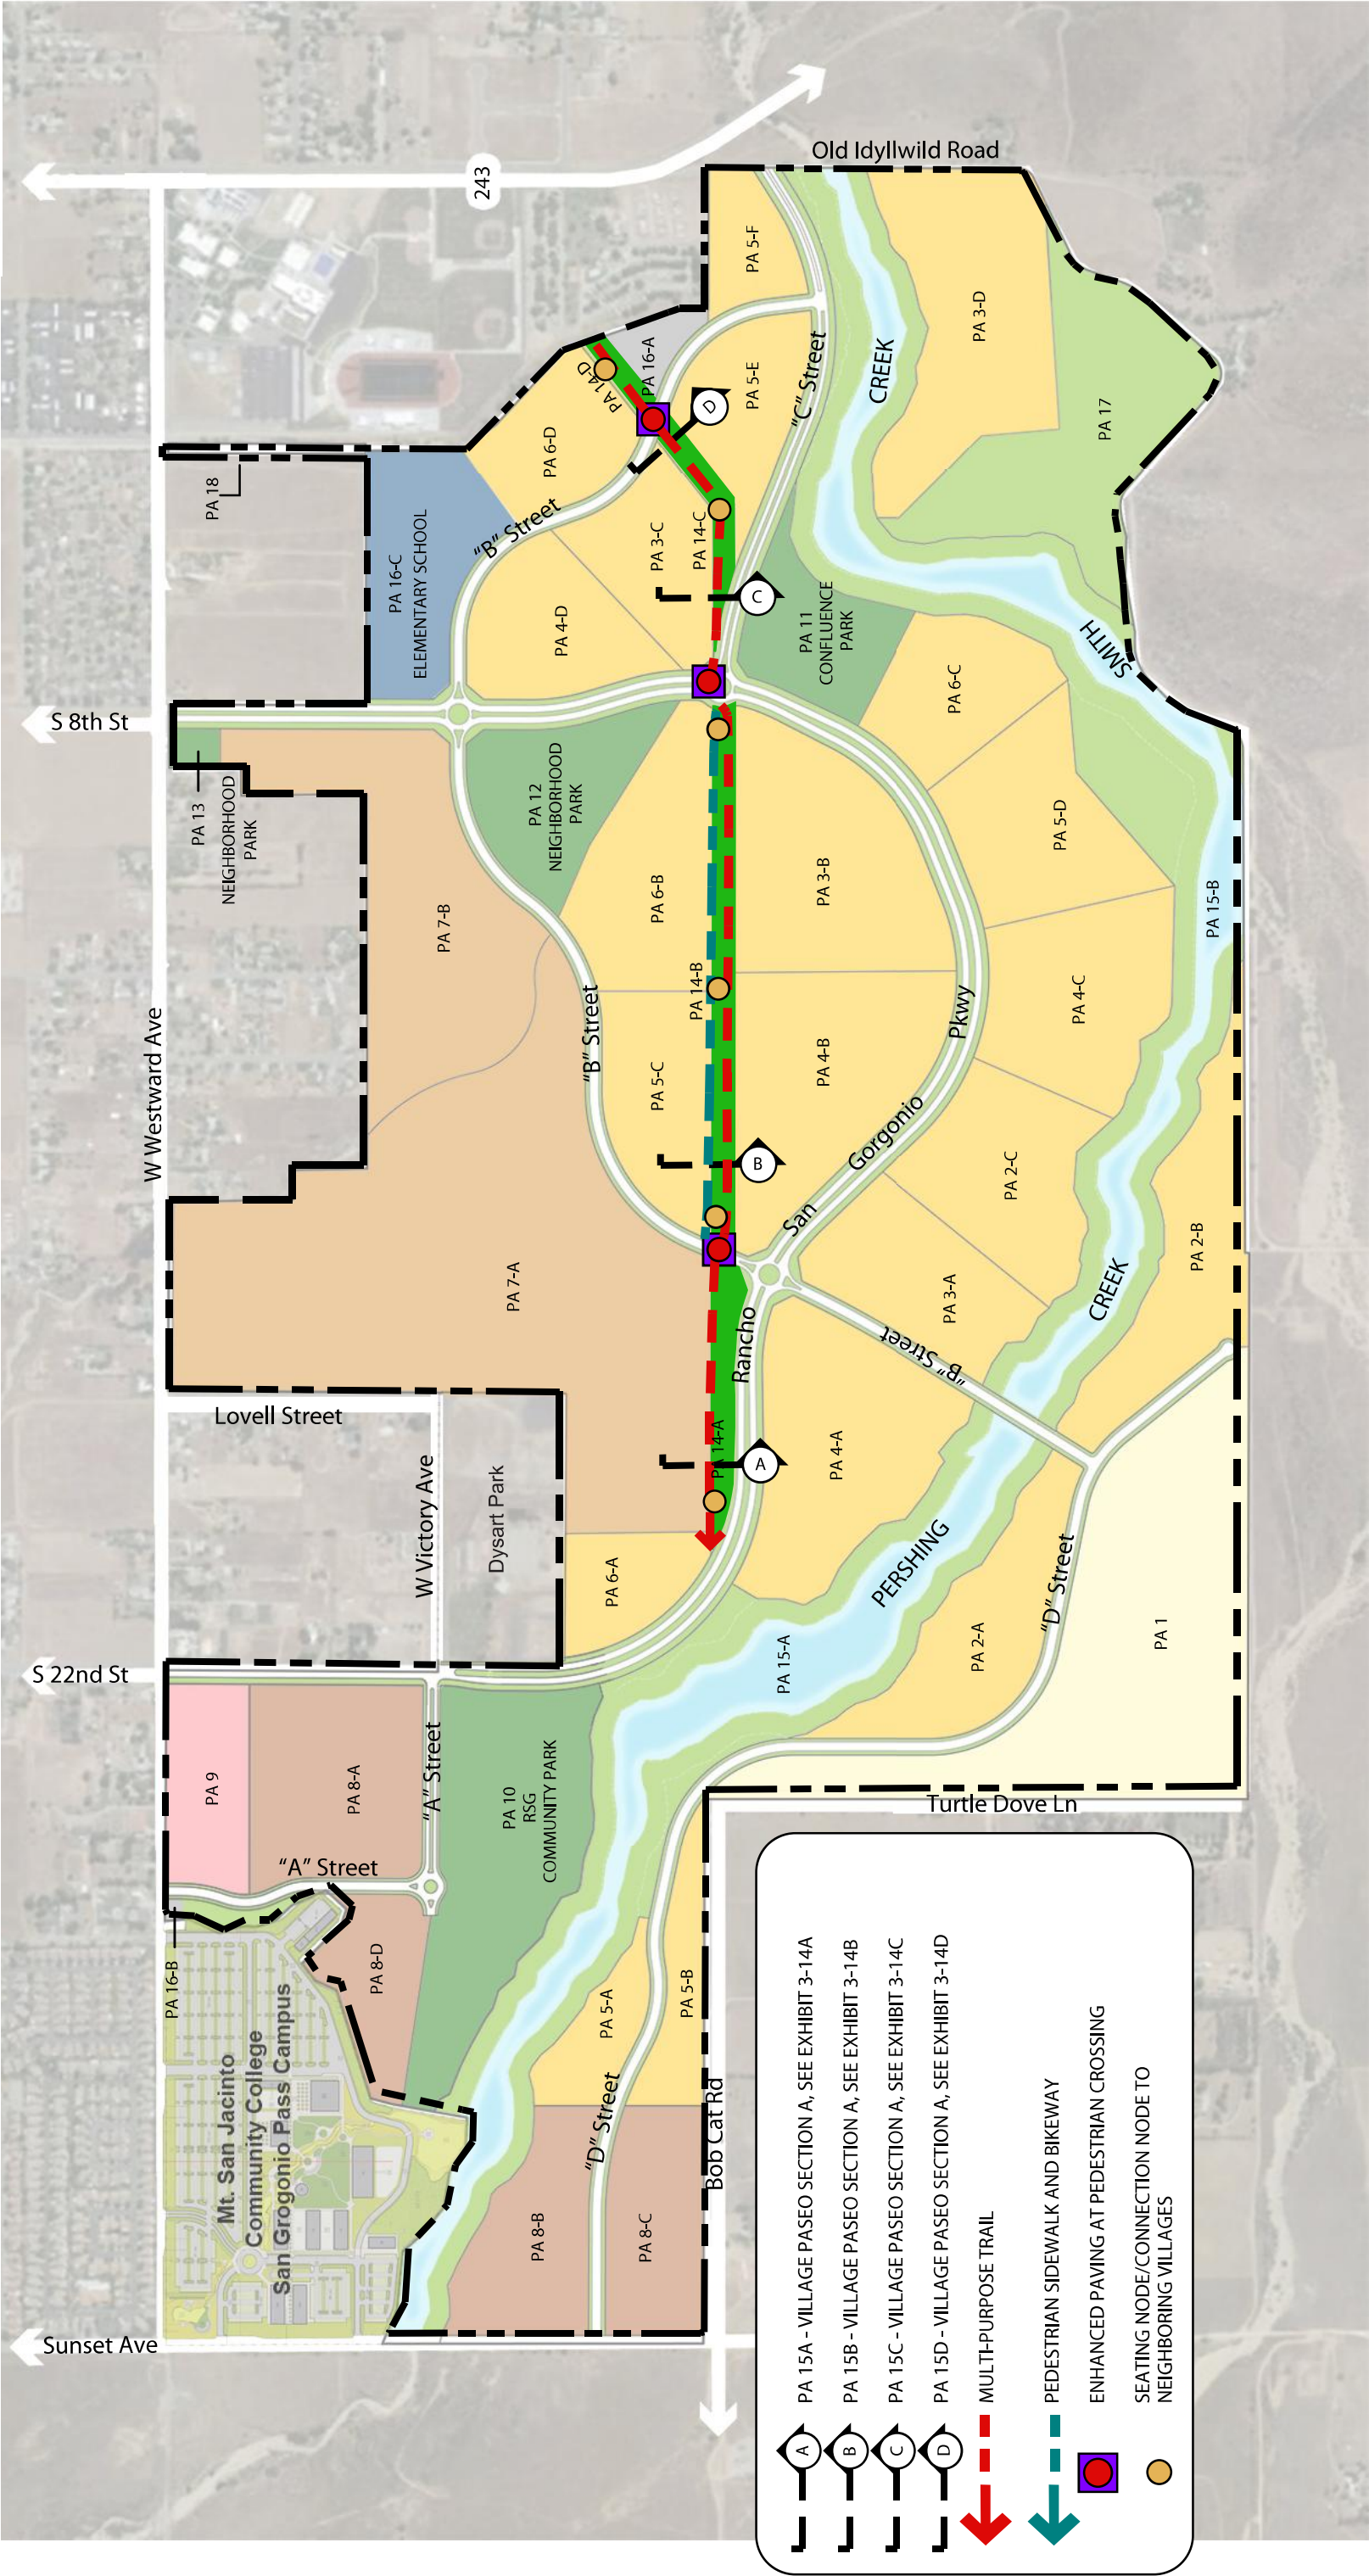 Old Idyllwild Road
243
PA 5-F
PA 3-D
PA 16-A
PA 14-D
PA 5-E
"C" Street
CREEK
PA 17
D
PA 6-D
PA 18
"B" Street
PA 16-C
ELEMENTARY SCHOOL
PA 3-C
PA 14-C
PA 4-D
C
PA 11
CONFLUENCE
PARK
SMITH
PA 6-C
S 8th St
PA 13
NEIGHBORHOOD
PARK
PA 12
NEIGHBORHOOD
PARK
PA 5-D
PA 7-B
PA 6-B
PA 3-B
PA 15-B
PA 14-B
"B" Street
Pkwy
PA 4-C
W Westward Ave
PA 5-C
PA 4-B
B
Gorgonio
San
PA 2-C
PA 2-B
PA 7-A
PA 3-A
CREEK
Rancho
"B" Street
Lovell Street
PA 14-A
A
PA 4-A
W Victory Ave
Dysart Park
PA 6-A
PERSHING
"D" Street
PA 1
PA 2-A
PA 15-A
S 22nd St
PA 9
PA 8-A
"A" Street
PA 10
RSG
COMMUNITY PARK
Turtle Dove Ln
"A" Street
PA 16-B
PA 8-D
PA 5-A
PA 5-B
Mt. San Jacinto
Community College
San Grogonio Pass Campus
"D" Street
Bob Cat Rd
PA 8-B
PA 8-C
Sunset Ave
A
PA 15A - VILLAGE PASEO SECTION A, SEE EXHIBIT 3-14A
B
PA 15B - VILLAGE PASEO SECTION A, SEE EXHIBIT 3-14B
C
PA 15C - VILLAGE PASEO SECTION A, SEE EXHIBIT 3-14C
D
PA 15D - VILLAGE PASEO SECTION A, SEE EXHIBIT 3-14D
MULTI-PURPOSE TRAIL
PEDESTRIAN SIDEWALK AND BIKEWAY
ENHANCED PAVING AT PEDESTRIAN CROSSING
SEATING NODE/CONNECTION NODE TO
NEIGHBORING VILLAGES